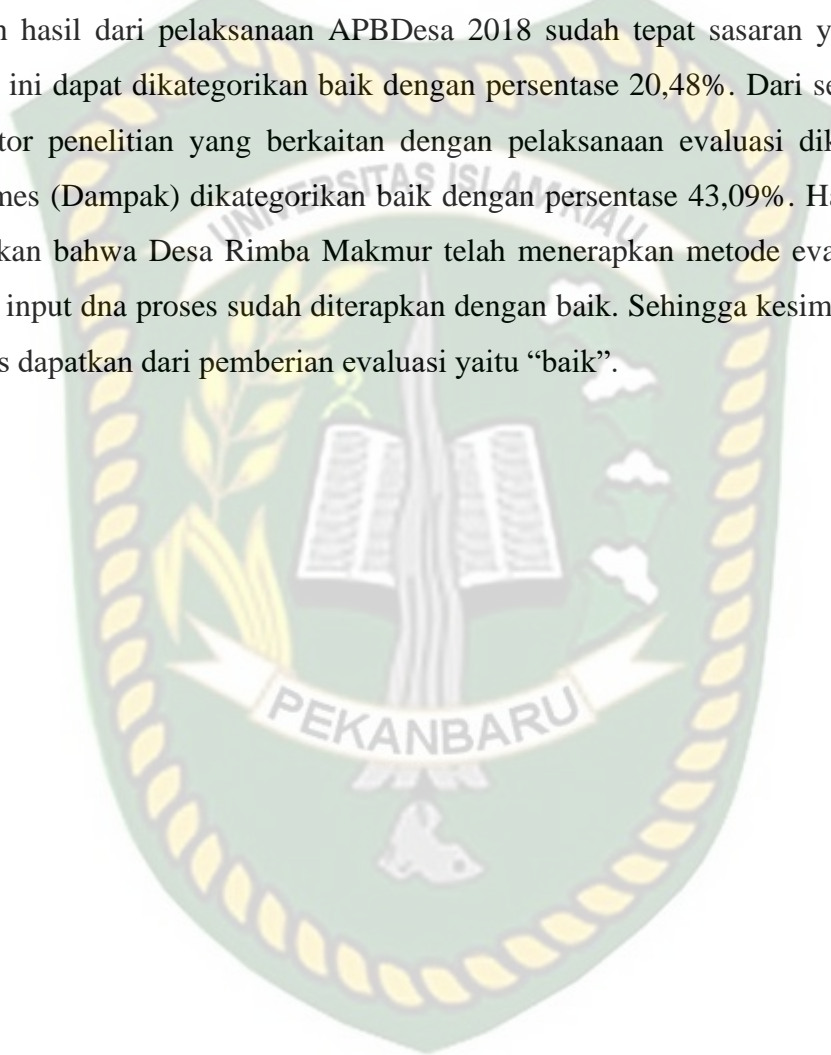 n hasil dari pelaksanaan APBDesa 2018 sudah tepat sasaran y
ini dapat dikategorikan baik dengan persentase 20,48%. Dari se
tor penelitian yang berkaitan dengan pelaksanaan evaluasi dik
mes (Dampak) dikategorikan baik dengan persentase 43,09%. Ha
kan bahwa Desa Rimba Makmur telah menerapkan metode eva
input dna proses sudah diterapkan dengan baik. Sehingga kesim
s dapatkan dari pemberian evaluasi yaitu “baik”.
UNIVERSITAS ISLAM RIAU
PEKANBARU